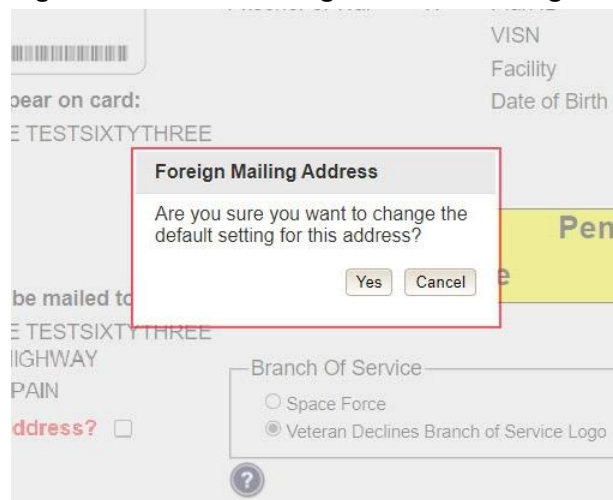 VISN
Facility
pear on card:
Date of Birth
E TESTSIXTYTHREE
Foreign Mailing Address
Are you sure you want to change the
default setting for this address?
Pen
Yes Cancel
e
be mailed to
E TESTSIXTYTHREE
IGHWAY
PAIN
ddress?
Branch Of Service
Space Force
Veteran Declines Branch of Service Logo
?